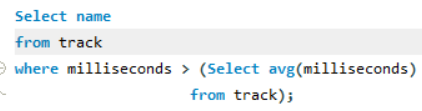 Select name
from track
where milliseconds > (Select avg(milliseconds)
from track);